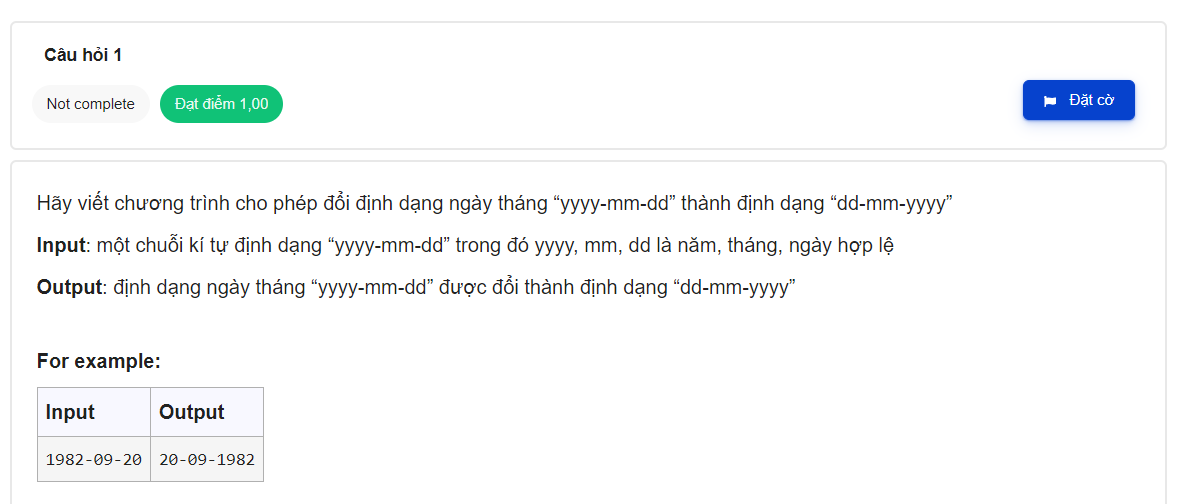 Câu hỏi 1
Not complete
Đạt điểm 1,00
Đặt cờ
Hãy viết chương trình cho phép đổi định dạng ngày tháng “yyyy-mm-dd” thành định dạng “dd-mm-yyyy”
Input: một chuỗi kí tự định dạng “yyyy-mm-dd” trong đó yyyy, mm, dd là năm, tháng, ngày hợp lệ
Output: định dạng ngày tháng “yyyy-mm-dd” được đổi thành định dạng “dd-mm-yyyy”
For example:
Input Output
1982-09-20 20-09-1982